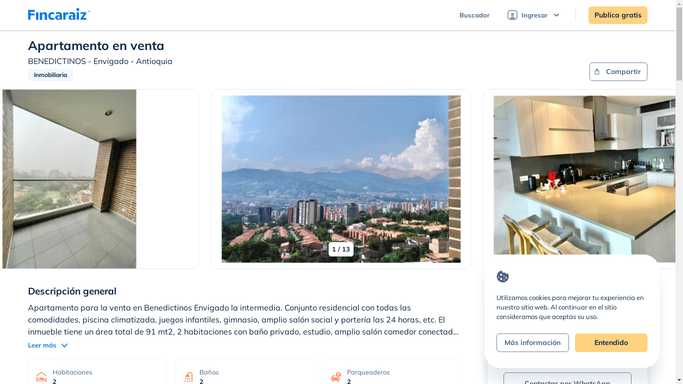 Fincaraiz
Buscador
Ingresar
Publica gratis
Apartamento en venta
BENEDICTINOS - Envigado - Antioquia
Inmobiliaria
Compartir
1 / 13
Descripción general
Apartamento para la venta en Benedictinos Envigado la intermedia. Conjunto residencial con todas las
comodidades, piscina climatizada, juegos infantiles, gimnasio, amplio salón social y portería las 24 horas, etc. El
inmueble tiene un área total de 91 mt2, 2 habitaciones con baño privado, estudio, amplio salón comedor conectad...
Leer más
Habitaciones
2
Baños
2
Parqueaderos
2
Utilizamos cookies para mejorar tu experiencia en
nuestro sitio web. Al continuar en el sitio
consideramos que aceptas su uso.
Más información
Entendido
Contactar por WhatsApp